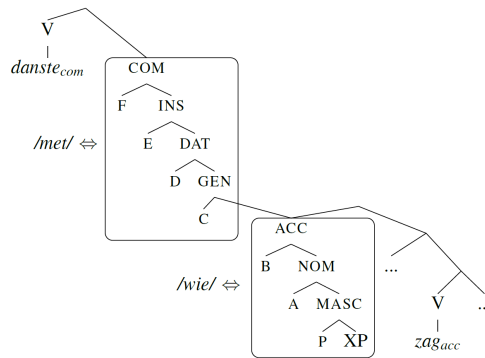 V
danste_com
COM
F INS
/met/ ⇔ E DAT
D GEN
C
ACC
B NOM ...
/wie/ ⇔ A MASC V ..
P XP zag_acc